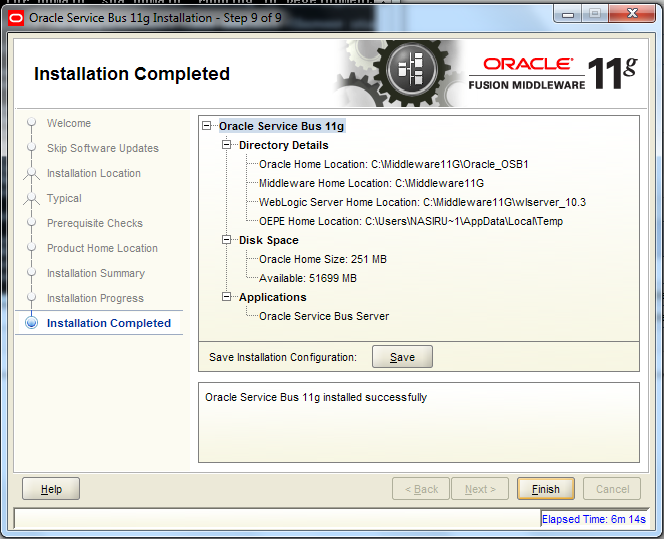 Oracle Service Bus 11g Installation - Step 9 of 9
Installation Completed
ORACLE
FUSION MIDDLEWARE
11g
Welcome
Skip Software Updates
Installation Location
Typical
Prerequisite Checks
Product Home Location
Installation Summary
Installation Progress
Installation Completed
Oracle Service Bus 11g
Directory Details
Oracle Home Location: C:\Middleware11G\Oracle_OSB1
Middleware Home Location: C:\Middleware11G
WebLogic Server Home Location: C:\Middleware11G\wlserver_10.3
OEPE Home Location: C:\Users\NASIRU~1\AppData\Local\Temp
Disk Space
Oracle Home Size: 251 MB
Available: 51699 MB
Applications
Oracle Service Bus Server
Save Installation Configuration:
Save
Oracle Service Bus 11g installed successfully
Help
< Back
Next >
Finish
Cancel
Elapsed Time: 6m 14s